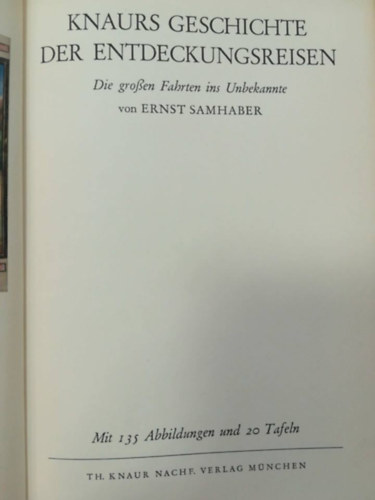 KNAURS GESCHICHTE
DER ENTDECKUNGSREISEN
Die großen Fahrten ins Unbekannte
von ERNST SAMHABER
Mit 135 Abbildungen und 20 Tafeln
TH. KNAUR NACHF. VERLAG MÜNCHEN